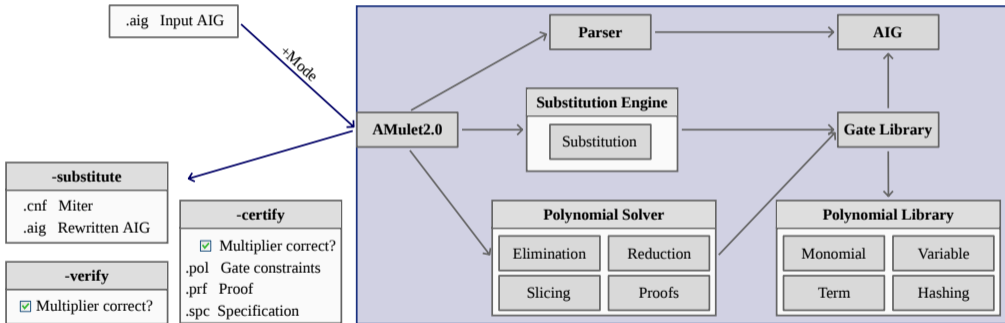 .aig Input AIG
+Mode
-substitute
.cnf Miter
.aig Rewritten AIG
-verify
Multiplier correct?
-certify
Multiplier correct?
.pol Gate constraints
.prf Proof
.spc Specification
AMulet2.0
Parser
AIG
Substitution Engine
Substitution
Gate Library
Polynomial Solver
Elimination Reduction
Slicing Proofs
Polynomial Library
Monomial Variable
Term Hashing